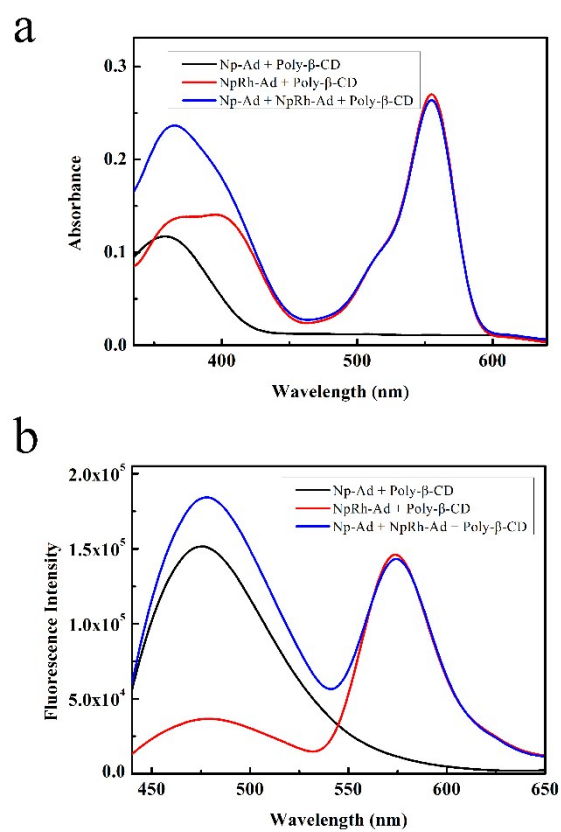 a
Np-Ad + Poly-β-CD
NpRh-Ad + Poly-β-CD
Np-Ad + NpRh-Ad + Poly-β-CD
Absorbance
0.3
0.2
0.1
0.0
400 500 600
Wavelength (nm)
b
Np-Ad + Poly-β-CD
NpRh-Ad + Poly-β-CD
Np-Ad + NpRh-Ad − Poly-β-CD
Fluorescence Intensity
2.0x10⁵
1.5x10⁵
1.0x10⁵
5.0x10⁴
0.0
450 500 550 600 650
Wavelength (nm)